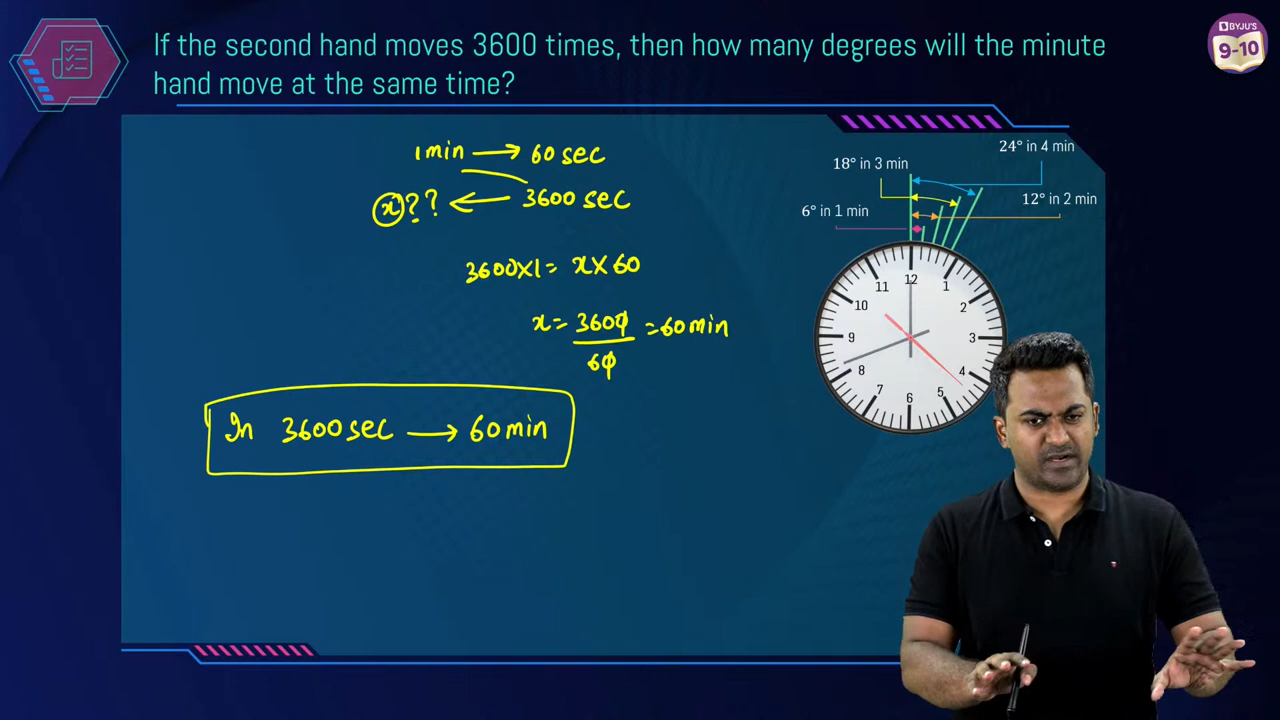 If the second hand moves 3600 times, then how many degrees will the minute
hand move at the same time?
BYJU'S
9-10
1 min → 60 sec
x?? ← 3600 sec
3600×1 = x×60
x = 3600/60 = 60 min
In 3600 sec → 60 min
24° in 4 min
18° in 3 min
12° in 2 min
6° in 1 min
12
1
2
3
4
5
6
7
8
9
10
11